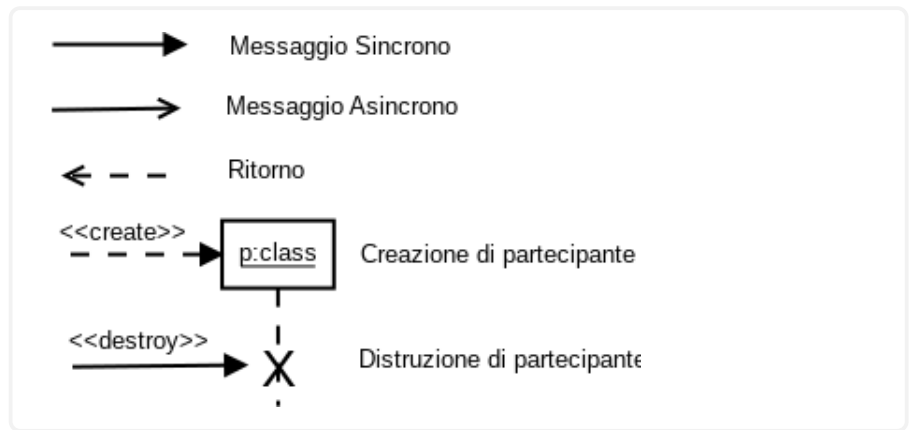 Messaggio Sincrono
Messaggio Asincrono
Ritorno
<<create>>
p:class
Creazione di partecipante
<<destroy>>
X
Distruzione di partecipante